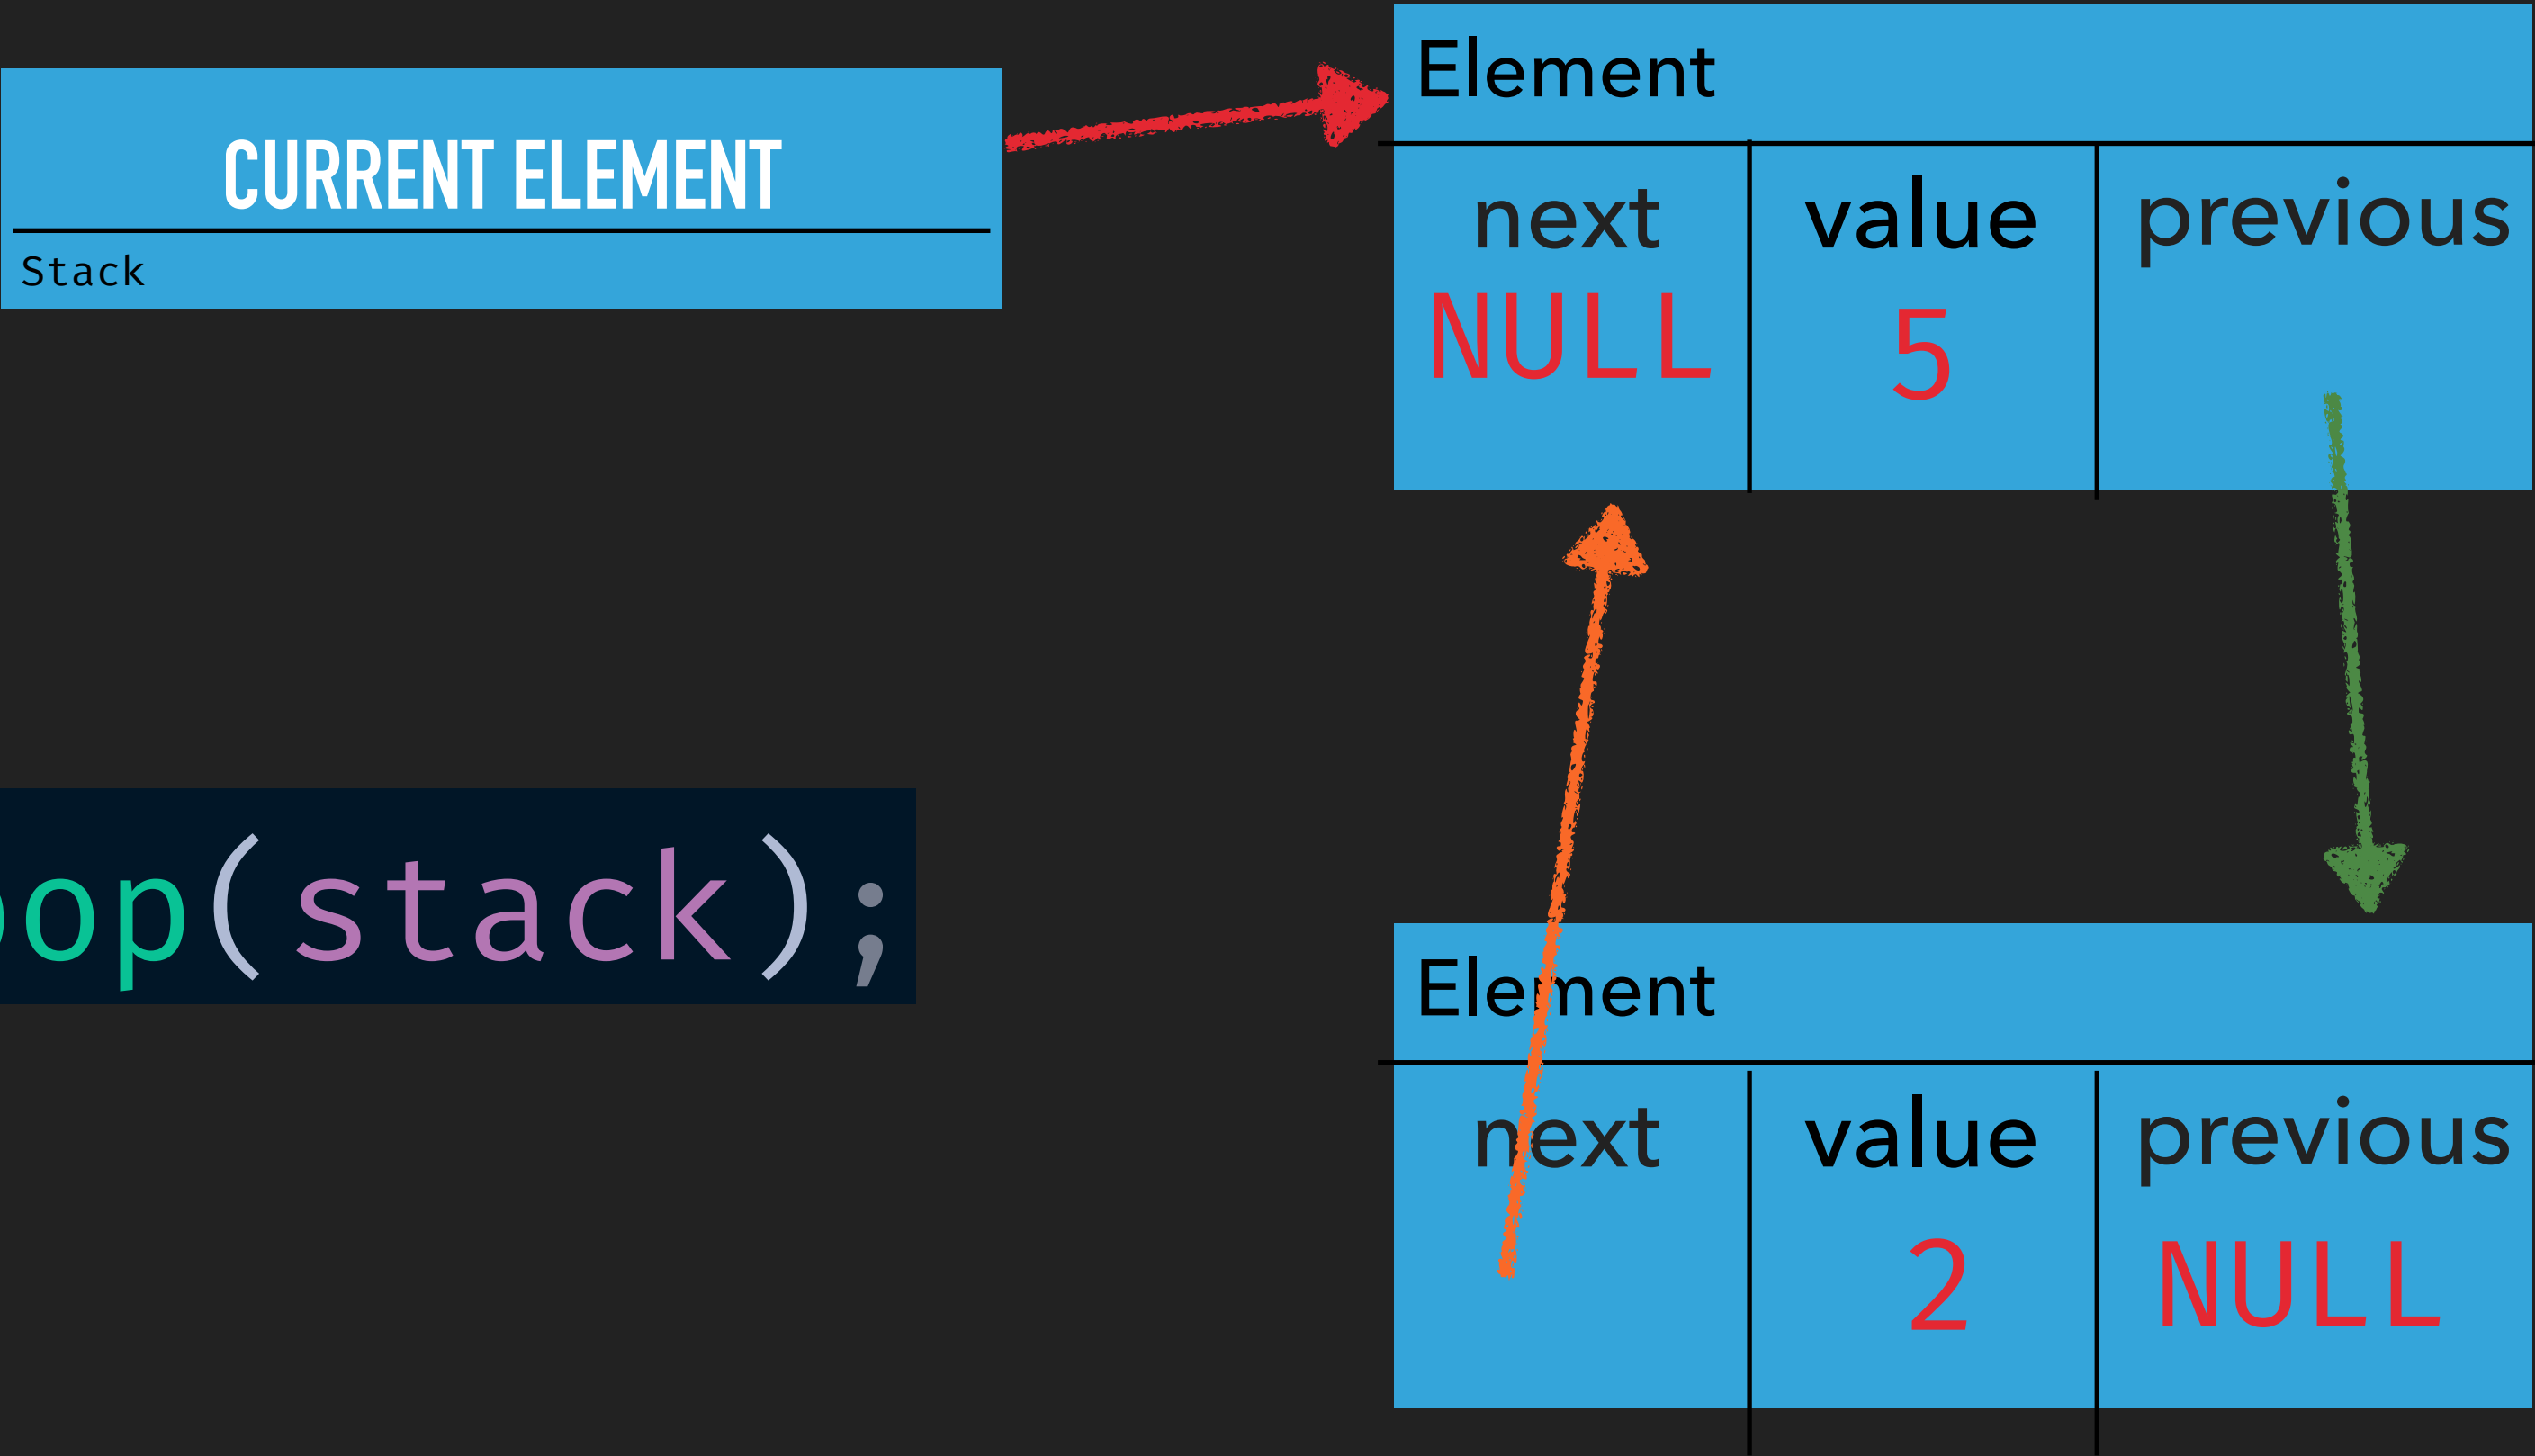 CURRENT ELEMENT
Stack
Element
next value previous
NULL 5
op(stack);
Element
next value previous
2 NULL